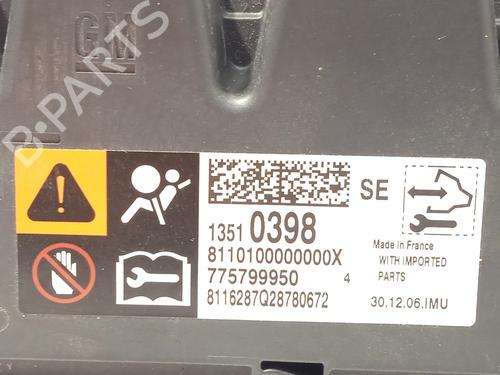 GM
B-PARTS
SE
1351 0398
8110100000000X
775799950 4
8116287Q28780672
Made in France
WITH IMPORTED
PARTS
30.12.06.IMU